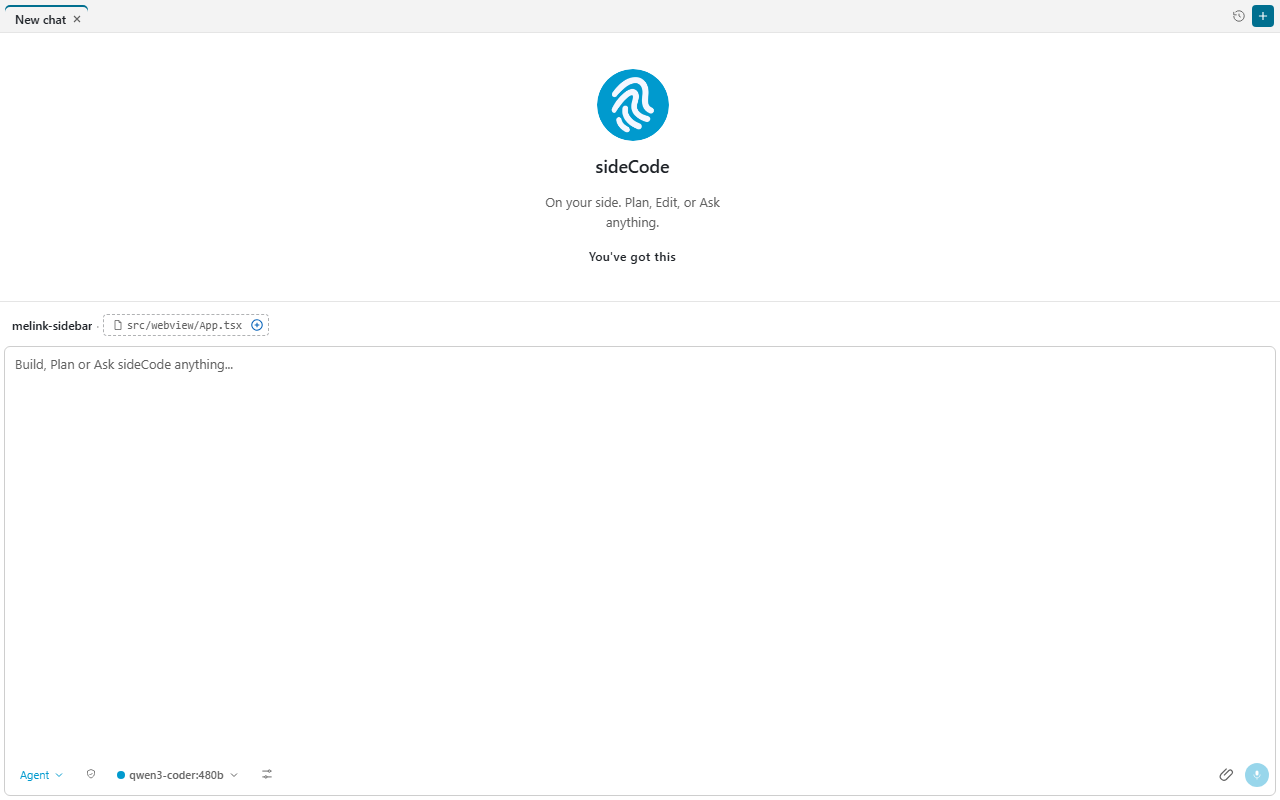 New chat
sideCode
On your side. Plan, Edit, or Ask
anything.
You've got this
melink-sidebar · src/webview/App.tsx
Build, Plan or Ask sideCode anything...
Agent qwen3-coder:480b